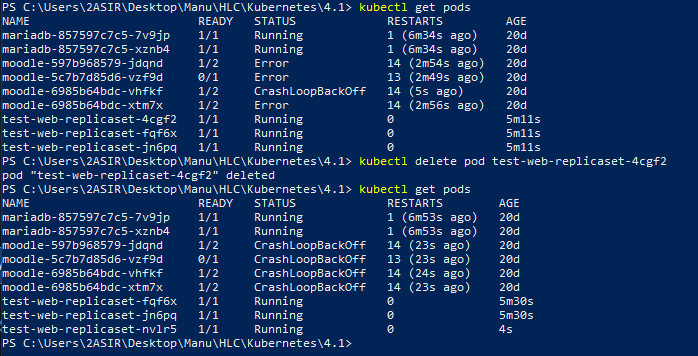 PS C:\Users\2ASIR\Desktop\Manu\HLC\Kubernetes\4.1> kubectl get pods
NAME READY STATUS RESTARTS AGE
mariadb-857597c7c5-7v9jp 1/1 Running 1 (6m34s ago) 20d
mariadb-857597c7c5-xznb4 1/1 Running 1 (6m34s ago) 20d
moodle-597b968579-jdqnd 1/2 Error 14 (2m54s ago) 20d
moodle-5c7b7d85d6-vzf9d 0/1 Error 13 (2m49s ago) 20d
moodle-6985b64bdc-vhfkf 1/2 CrashLoopBackOff 14 (5s ago) 20d
moodle-6985b64bdc-xtm7x 1/2 Error 14 (2m56s ago) 20d
test-web-replicaset-4cgf2 1/1 Running 0 5m11s
test-web-replicaset-fqf6x 1/1 Running 0 5m11s
test-web-replicaset-jn6pq 1/1 Running 0 5m11s
PS C:\Users\2ASIR\Desktop\Manu\HLC\Kubernetes\4.1> kubectl delete pod test-web-replicaset-4cgf2
pod "test-web-replicaset-4cgf2" deleted
PS C:\Users\2ASIR\Desktop\Manu\HLC\Kubernetes\4.1> kubectl get pods
NAME READY STATUS RESTARTS AGE
mariadb-857597c7c5-7v9jp 1/1 Running 1 (6m53s ago) 20d
mariadb-857597c7c5-xznb4 1/1 Running 1 (6m53s ago) 20d
moodle-597b968579-jdqnd 1/2 CrashLoopBackOff 14 (23s ago) 20d
moodle-5c7b7d85d6-vzf9d 0/1 CrashLoopBackOff 13 (23s ago) 20d
moodle-6985b64bdc-vhfkf 1/2 CrashLoopBackOff 14 (24s ago) 20d
moodle-6985b64bdc-xtm7x 1/2 CrashLoopBackOff 14 (23s ago) 20d
test-web-replicaset-fqf6x 1/1 Running 0 5m30s
test-web-replicaset-jn6pq 1/1 Running 0 5m30s
test-web-replicaset-nvlr5 1/1 Running 0 4s
PS C:\Users\2ASIR\Desktop\Manu\HLC\Kubernetes\4.1>